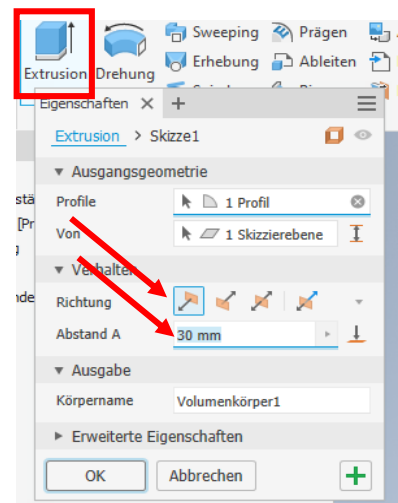 Sweeping Prägen
Extrusion Drehung Erhebung Ableiten
Eigenschaften × +
Extrusion > Skizze1
Ausgangsgeometrie
Profile 1 Profil
Von 1 Skizzierebene
Verhalten
Richtung
Abstand A 30 mm
Ausgabe
Körpername Volumenkörper1
Erweiterte Eigenschaften
OK Abbrechen +